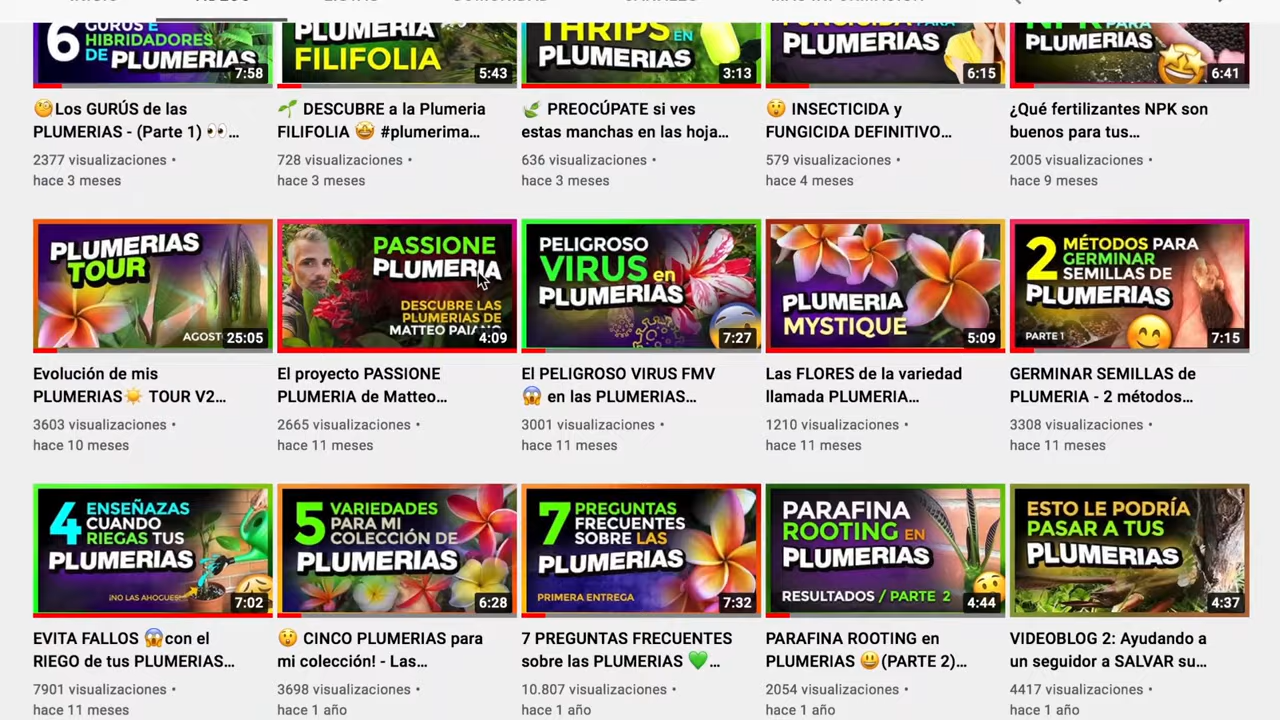 6 GURUS E
HIBRIDADORES
DE PLUMERIAS
7:58
PLUMERIA
FILIFOLIA
5:43
THRIPS EN
PLUMERIAS
3:13
FUNGICIDA PARA
PLUMERIAS
6:15
NPK PARA
PLUMERIAS
6:41
🧐Los GURÚS de las
PLUMERIAS - (Parte 1) 👀...
2377 visualizaciones •
hace 3 meses
🌱 DESCUBRE a la Plumeria
FILIFOLIA 🤩 #plumerima...
728 visualizaciones •
hace 3 meses
🍃 PREOCÚPATE si ves
estas manchas en las hoja...
636 visualizaciones •
hace 3 meses
😲 INSECTICIDA y
FUNGICIDA DEFINITIVO...
579 visualizaciones •
hace 4 meses
¿Qué fertilizantes NPK son
buenos para tus...
2005 visualizaciones •
hace 9 meses
PLUMERIAS
TOUR
AGOST
25:05
PASSIONE
PLUMERIA
DESCUBRE LAS
PLUMERIAS DE
MATTEO PAIANO
4:09
PELIGROSO
VIRUS en
PLUMERIAS
7:27
PLUMERIA
MYSTIQUE
5:09
2 MÉTODOS PARA
GERMINAR
SEMILLAS DE
PLUMERIAS
PARTE 1
7:15
Evolución de mis
PLUMERIAS☀️ TOUR V2...
3603 visualizaciones •
hace 10 meses
El proyecto PASSIONE
PLUMERIA de Matteo...
2665 visualizaciones •
hace 11 meses
El PELIGROSO VIRUS FMV
😱 en las PLUMERIAS...
3001 visualizaciones •
hace 11 meses
Las FLORES de la variedad
llamada PLUMERIA...
1210 visualizaciones •
hace 11 meses
GERMINAR SEMILLAS de
PLUMERIA - 2 métodos...
3308 visualizaciones •
hace 11 meses
4 ENSEÑAZAS
CUANDO
RIEGAS TUS
PLUMERIAS
¡NO LAS AHOGUES!
7:02
5 VARIEDADES
PARA MI
COLECCIÓN DE
PLUMERIAS
6:28
7 PREGUNTAS
FRECUENTES
SOBRE LAS
PLUMERIAS
PRIMERA ENTREGA
7:32
PARAFINA
ROOTING EN
PLUMERIAS
RESULTADOS / PARTE 2
4:44
ESTO LE PODRÍA
PASAR A TUS
PLUMERIAS
4:37
EVITA FALLOS 😱con el
RIEGO de tus PLUMERIAS...
7901 visualizaciones •
hace 11 meses
😲 CINCO PLUMERIAS para
mi colección! - Las...
3698 visualizaciones •
hace 1 año
7 PREGUNTAS FRECUENTES
sobre las PLUMERIAS 💚...
10.807 visualizaciones •
hace 1 año
PARAFINA ROOTING en
PLUMERIAS 😃(PARTE 2)...
2054 visualizaciones •
hace 1 año
VIDEOBLOG 2: Ayudando a
un seguidor a SALVAR su...
4417 visualizaciones •
hace 1 año